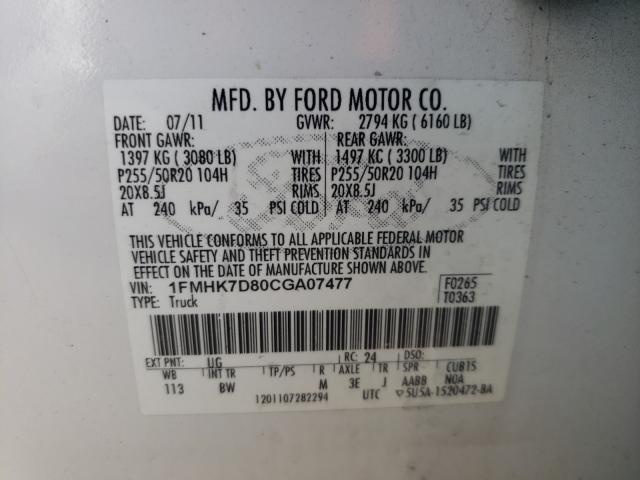 MFD. BY FORD MOTOR CO.
DATE: 07/11 GVWR: 2794 KG ( 6160 LB)
FRONT GAWR: REAR GAWR:
1397 KG ( 3080 LB) WITH 1497 KC ( 3300 LB) WITH
P255/50R20 104H TIRES P255/50R20 104H TIRES
20X8.5J RIMS 20X8.5J RIMS
AT 240 kPa/ 35 PSI COLD AT 240 kPa/ 35 PSI COLD
THIS VEHICLE CONFORMS TO ALL APPLICABLE FEDERAL MOTOR
VEHICLE SAFETY AND THEFT PREVENTION STANDARDS IN
EFFECT ON THE DATE OF MANUFACTURE SHOWN ABOVE.
VIN: 1FMHK7D80CGA07477 F0265
TYPE: Truck T0363
EXT PNT: UG RC: 24 DSO:
WB INT TR TP/PS R AXLE TR SPR CUB15
113 BW M 3E J AABB NOA
1201107282294 UTC ▽5U5A-1520472-BA